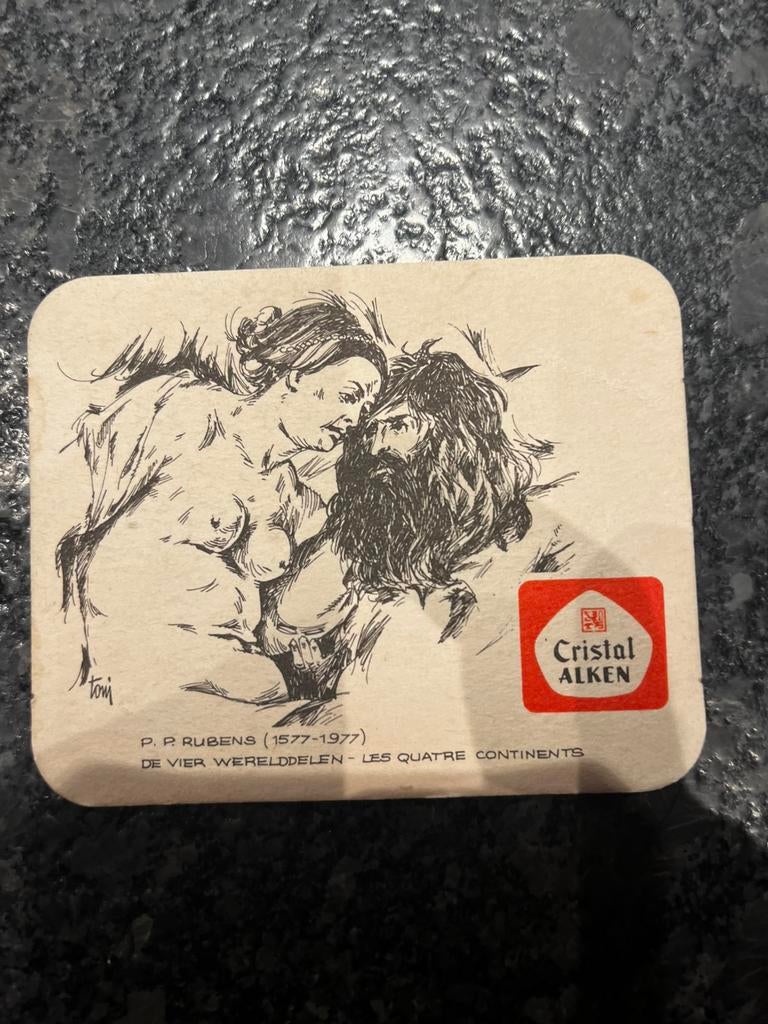 Cristal
ALKEN
toni
P. P. RUBENS (1577-1977)
DE VIER WERELDDELEN - LES QUATRE CONTINENTS